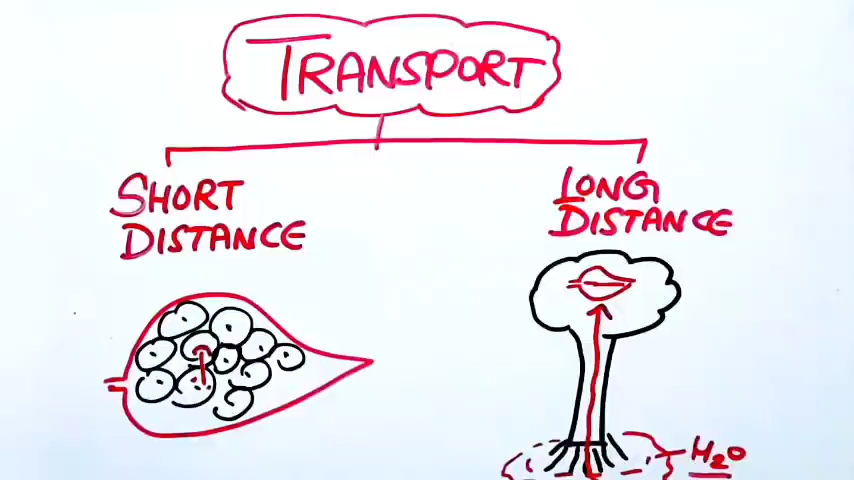 TRANSPORT
SHORT
DISTANCE
LONG
DISTANCE
H2O